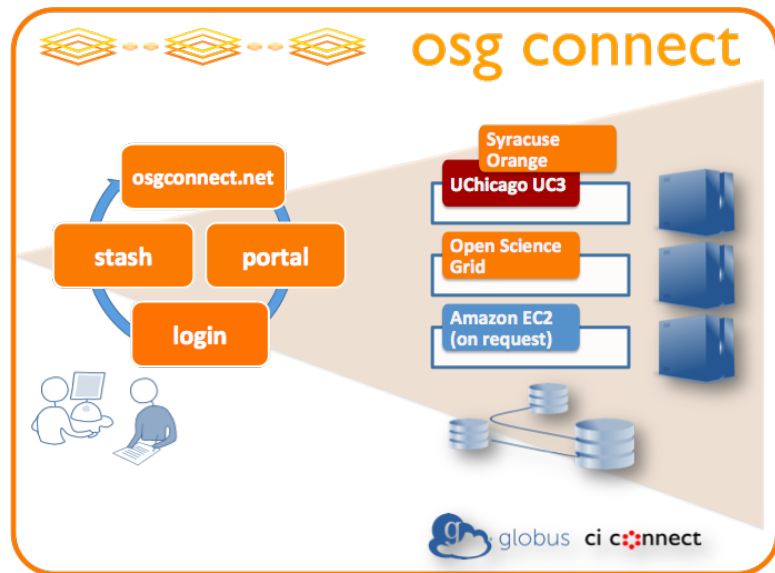 osg connect
osgconnect.net
stash
portal
login
Syracuse
Orange
UChicago UC3
Open Science
Grid
Amazon EC2
(on request)
g globus ci connect